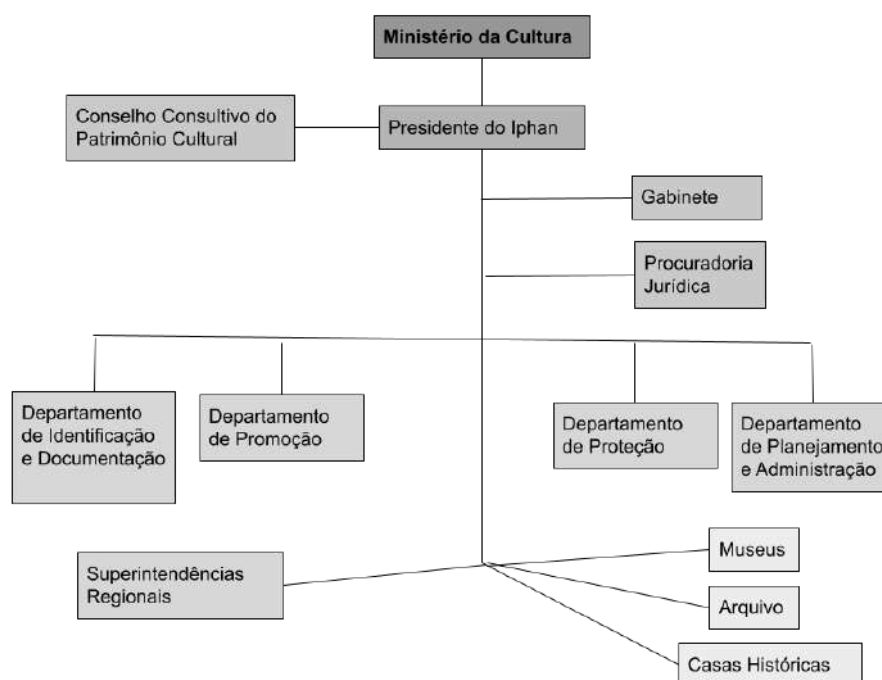 Ministério da Cultura
Conselho Consultivo do
Patrimônio Cultural
Presidente do Iphan
Gabinete
Procuradoria
Jurídica
Departamento
de Identificação
e Documentação
Departamento
de Promoção
Departamento
de Proteção
Departamento
de Planejamento
e Administração
Superintendências
Regionais
Museus
Arquivo
Casas Históricas